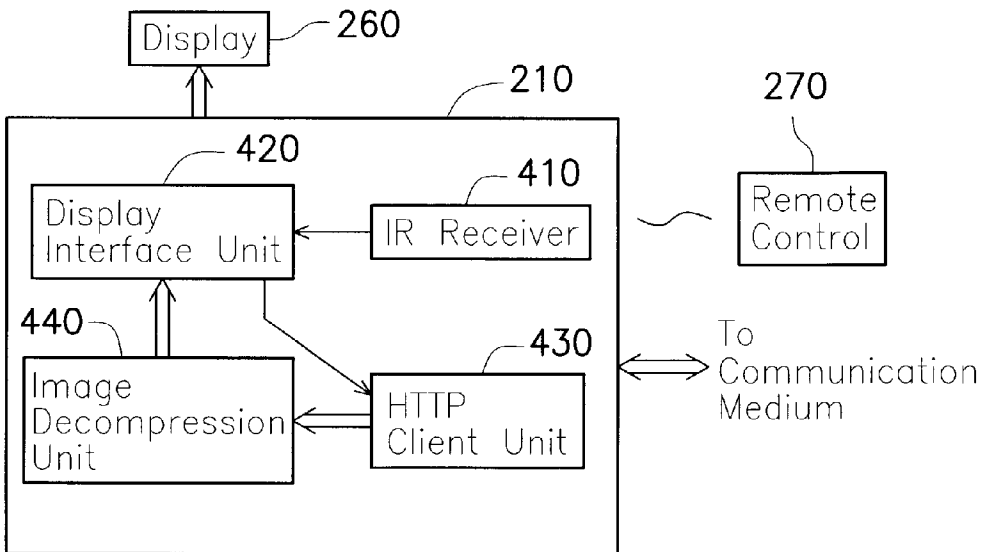 Display
260
210
270
420
410
Display
Interface Unit
IR Receiver
Remote
Control
440
430
Image
Decompression
Unit
HTTP
Client Unit
To
Communication
Medium